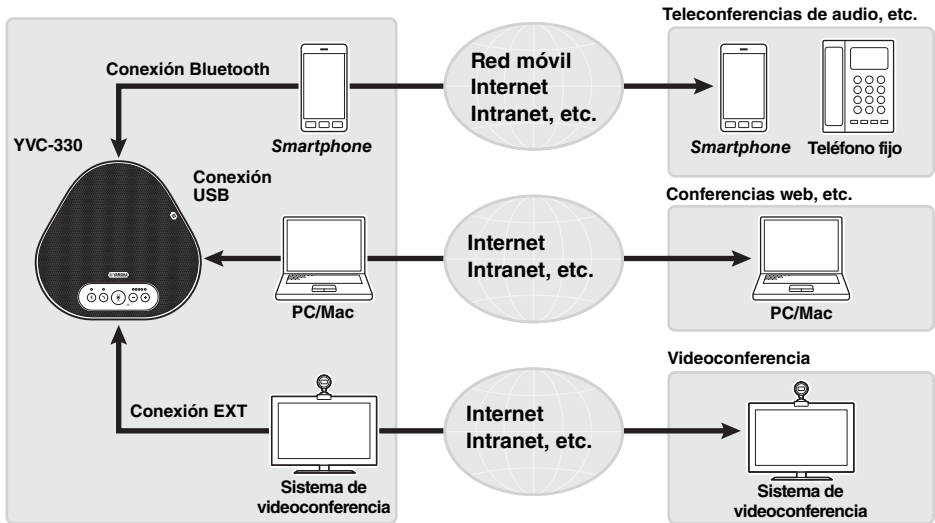 Teleconferencias de audio, etc.
Conexión Bluetooth
Red móvil
Internet
Intranet, etc.
Smartphone
Smartphone
Teléfono fijo
YVC-330
Conexión
USB
Conferencias web, etc.
Internet
Intranet, etc.
YAMAHA
PC/Mac
PC/Mac
Videoconferencia
Conexión EXT
Internet
Intranet, etc.
Sistema de
videoconferencia
Sistema de
videoconferencia